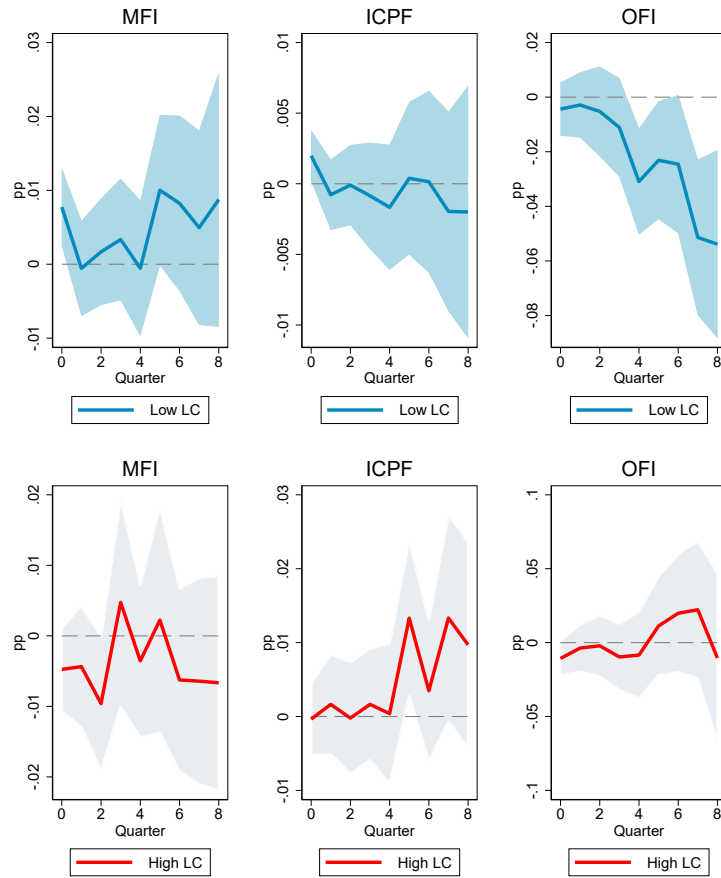 MFI
ICPF
OFI
.03
.02
.01
0
-.01
pp
0 2 4 6 8
Quarter
Low LC
.01
.005
0
-.005
-.01
pp
0 2 4 6 8
Quarter
Low LC
.02
0
-.02
-.04
-.06
-.08
pp
0 2 4 6 8
Quarter
Low LC
MFI
ICPF
OFI
.02
.01
0
-.01
-.02
pp
0 2 4 6 8
Quarter
High LC
.03
.02
.01
0
-.01
pp
0 2 4 6 8
Quarter
High LC
.1
.05
0
-.05
-.1
pp
0 2 4 6 8
Quarter
High LC